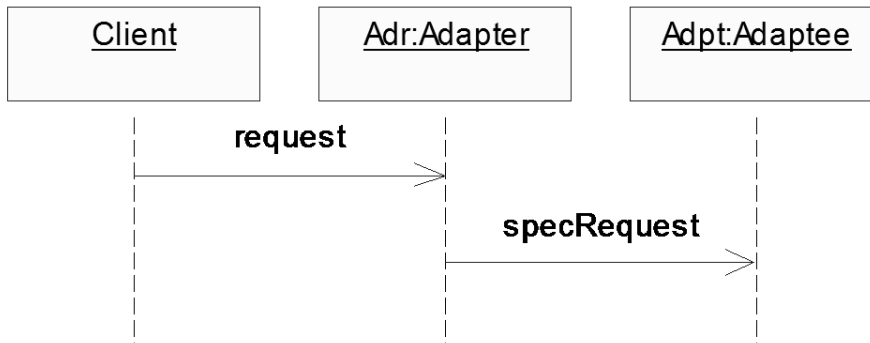 Client
Adr:Adapter
Adpt:Adaptee
request
specRequest